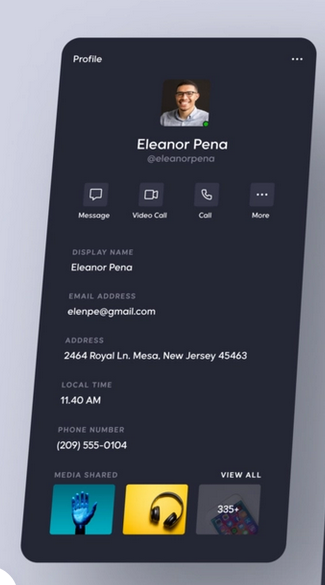 Profile
Eleanor Pena
@eleanorpena
Message Video Call Call More
DISPLAY NAME
Eleanor Pena
EMAIL ADDRESS
elenpe@gmail.com
ADDRESS
2464 Royal Ln. Mesa, New Jersey 45463
LOCAL TIME
11.40 AM
PHONE NUMBER
(209) 555-0104
MEDIA SHARED VIEW ALL
335+